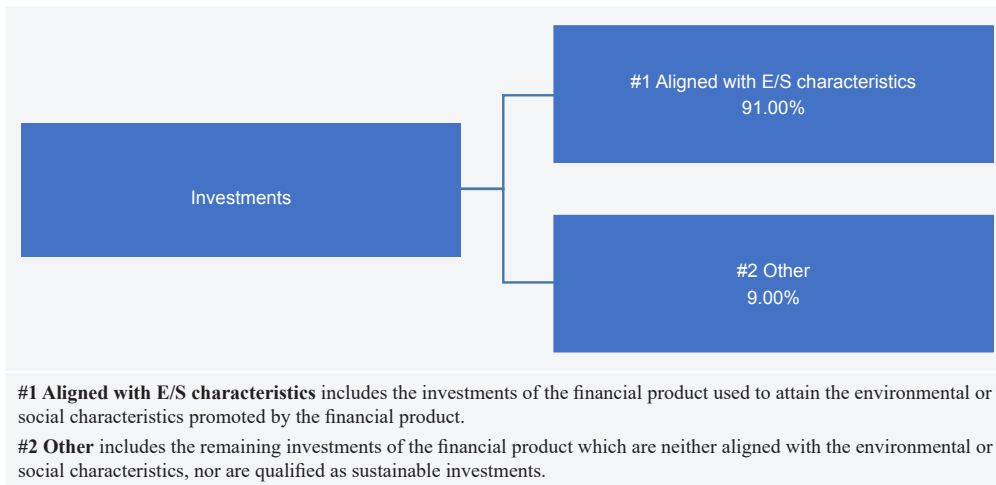 #1 Aligned with E/S characteristics
91.00%
Investments
#2 Other
9.00%
#1 Aligned with E/S characteristics includes the investments of the financial product used to attain the environmental or
social characteristics promoted by the financial product.
#2 Other includes the remaining investments of the financial product which are neither aligned with the environmental or
social characteristics, nor are qualified as sustainable investments.